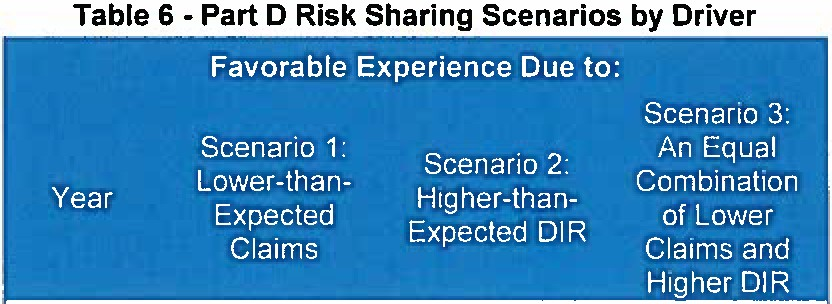 Table 6 - Part D Risk Sharing Scenarios by Driver
Favorable Experience Due to:
Year
Scenario 1:
Lower-than-
Expected
Claims
Scenario 2:
Higher-than-
Expected DIR
Scenario 3:
An Equal
Combination
of Lower
Claims and
Higher DIR